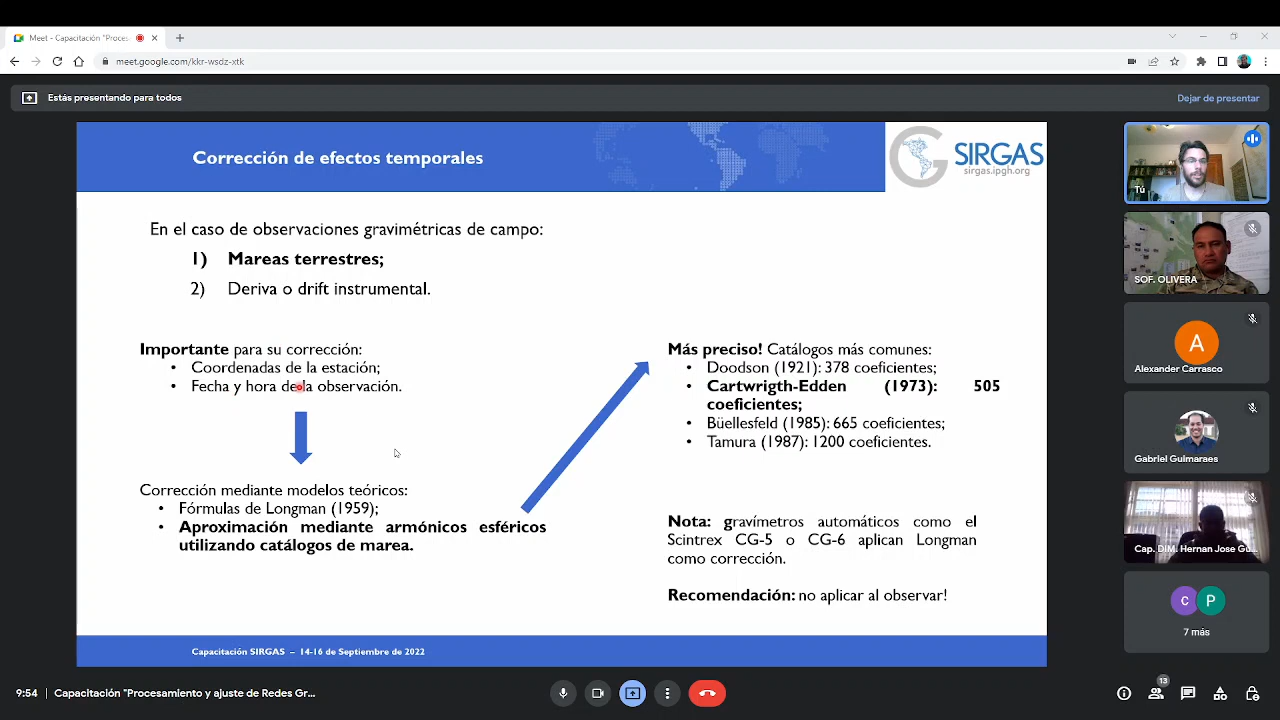 Meet - Capacitación "Proces
meet.google.com/kkr-wsdz-xtk
Estás presentando para todos
Dejar de presentar
Corrección de efectos temporales
SIRGAS
sirgas.ipgh.org
En el caso de observaciones gravimétricas de campo:
1) Mareas terrestres;
2) Deriva o drift instrumental.
Importante para su corrección:
• Coordenadas de la estación;
• Fecha y hora de la observación.
Corrección mediante modelos teóricos:
• Fórmulas de Longman (1959);
• Aproximación mediante armónicos esféricos
utilizando catálogos de marea.
Más preciso! Catálogos más comunes:
• Doodson (1921): 378 coeficientes;
• Cartwrigth-Edden (1973): 505
coeficientes;
• Büellesfeld (1985): 665 coeficientes;
• Tamura (1987): 1200 coeficientes.
Nota: gravímetros automáticos como el
Scintrex CG-5 o CG-6 aplican Longman
como corrección.
Recomendación: no aplicar al observar!
Capacitación SIRGAS – 14-16 de Septiembre de 2022
Tú
SOF. OLIVERA
A
Alexander Carrasco
Gabriel Guimaraes
Cap. DIM. Hernan Jose Gu...
c P
7 más
9:54 | Capacitación "Procesamiento y ajuste de Redes Gr...
13